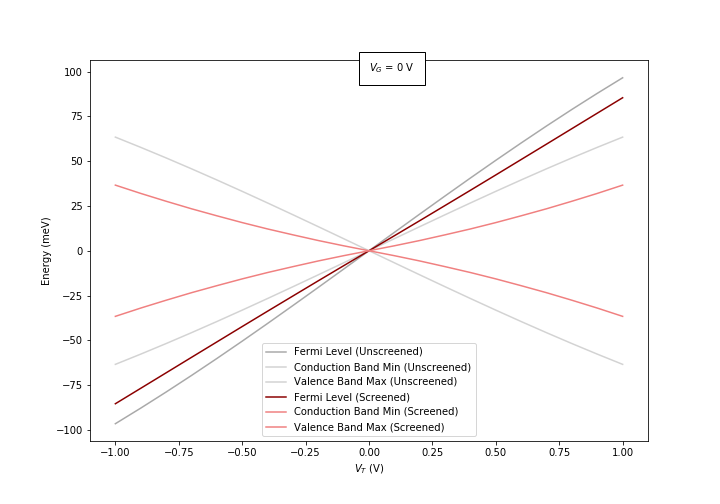 V_G = 0 V
100
75
50
25
0
−25
−50
−75
−100
Energy (meV)
Fermi Level (Unscreened)
Conduction Band Min (Unscreened)
Valence Band Max (Unscreened)
Fermi Level (Screened)
Conduction Band Min (Screened)
Valence Band Max (Screened)
−1.00 −0.75 −0.50 −0.25 0.00 0.25 0.50 0.75 1.00
V_T (V)